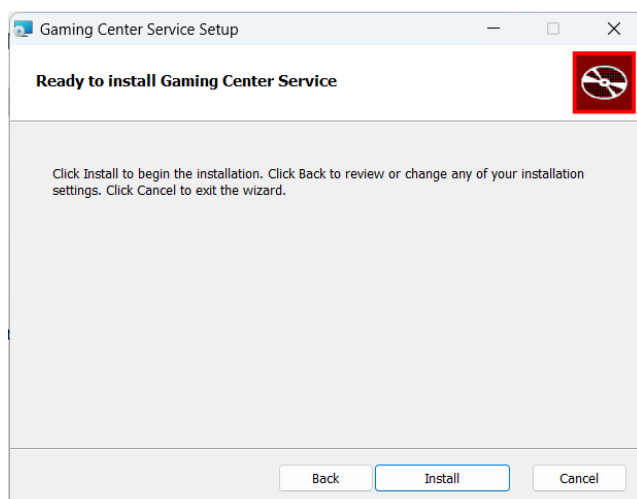 Gaming Center Service Setup
Ready to install Gaming Center Service
Click Install to begin the installation. Click Back to review or change any of your installation
settings. Click Cancel to exit the wizard.
Back
Install
Cancel